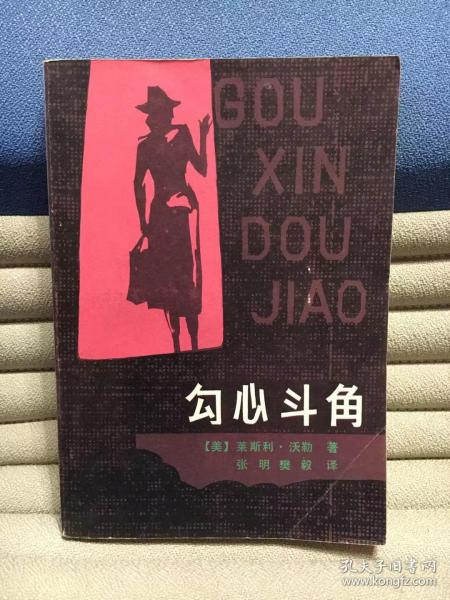 GOU
XIN
DOU
JIAO
勾心斗角
【美】莱斯利·沃勒 著
张明樊毅 译
孔夫子旧书网
www.kongfz.com